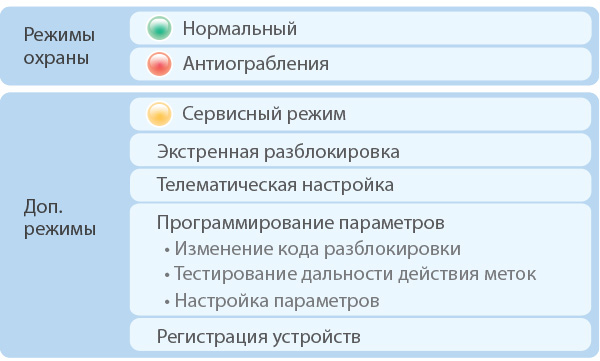 Режимы
охраны
Нормальный
Антиограбления
Доп.
режимы
Сервисный режим
Экстренная разблокировка
Телематическая настройка
Программирование параметров
• Изменение кода разблокировки
• Тестирование дальности действия меток
• Настройка параметров
Регистрация устройств